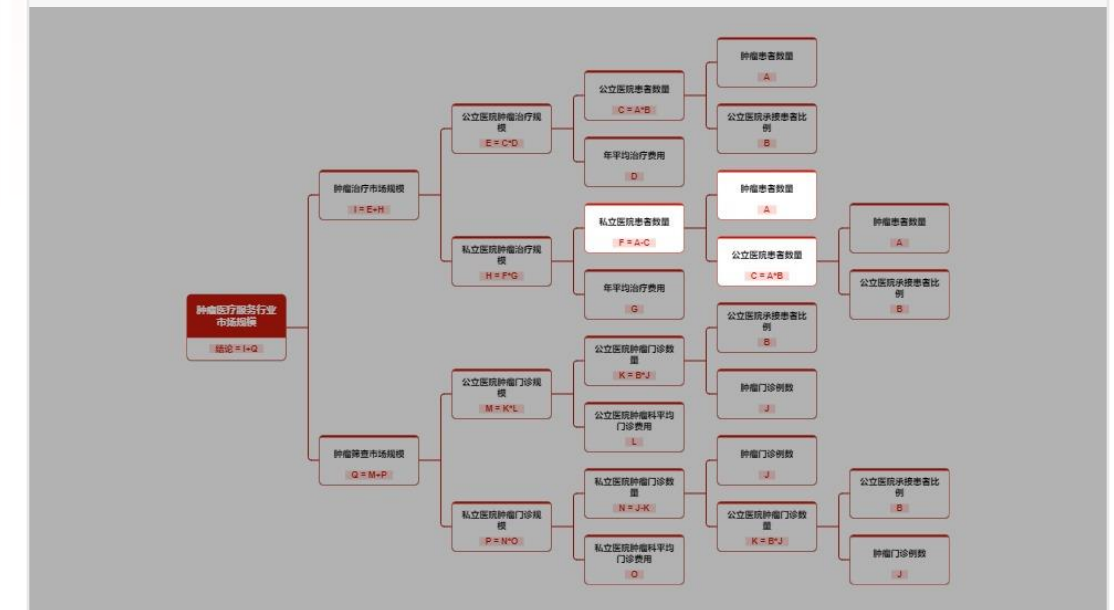 肿瘤患者数量
A
公立医院患者数量
C = A*B
公立医院承接患者比
例
B
公立医院肿瘤治疗规
模
E = C*D
年平均治疗费用
D
肿瘤治疗市场规模
I = E+H
肿瘤患者数量
A
私立医院患者数量
F = A-C
肿瘤患者数量
A
公立医院患者数量
C = A*B
公立医院承接患者比
例
B
私立医院肿瘤治疗规
模
H = F*G
年平均治疗费用
G
肿瘤医疗服务行业
市场规模
结论 = I+Q
公立医院承接患者比
例
B
公立医院肿瘤门诊数
量
K = B*J
肿瘤门诊例数
J
公立医院肿瘤门诊规
模
M = K*L
公立医院肿瘤科平均
门诊费用
L
肿瘤筛查市场规模
Q = M+P
肿瘤门诊例数
J
私立医院肿瘤门诊数
量
N = J-K
公立医院承接患者比
例
B
公立医院肿瘤门诊数
量
K = B*J
肿瘤门诊例数
J
私立医院肿瘤门诊规
模
P = N*O
私立医院肿瘤科平均
门诊费用
O